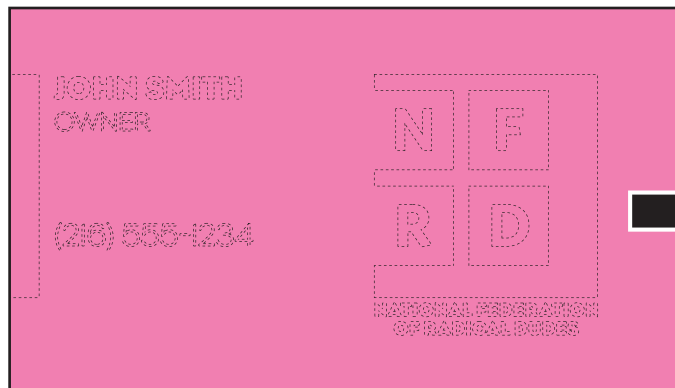 JOHN SMITH
OWNER
(215) 555-1234
N F
R D
NATIONAL FEDERATION
OF RADICAL DUDES